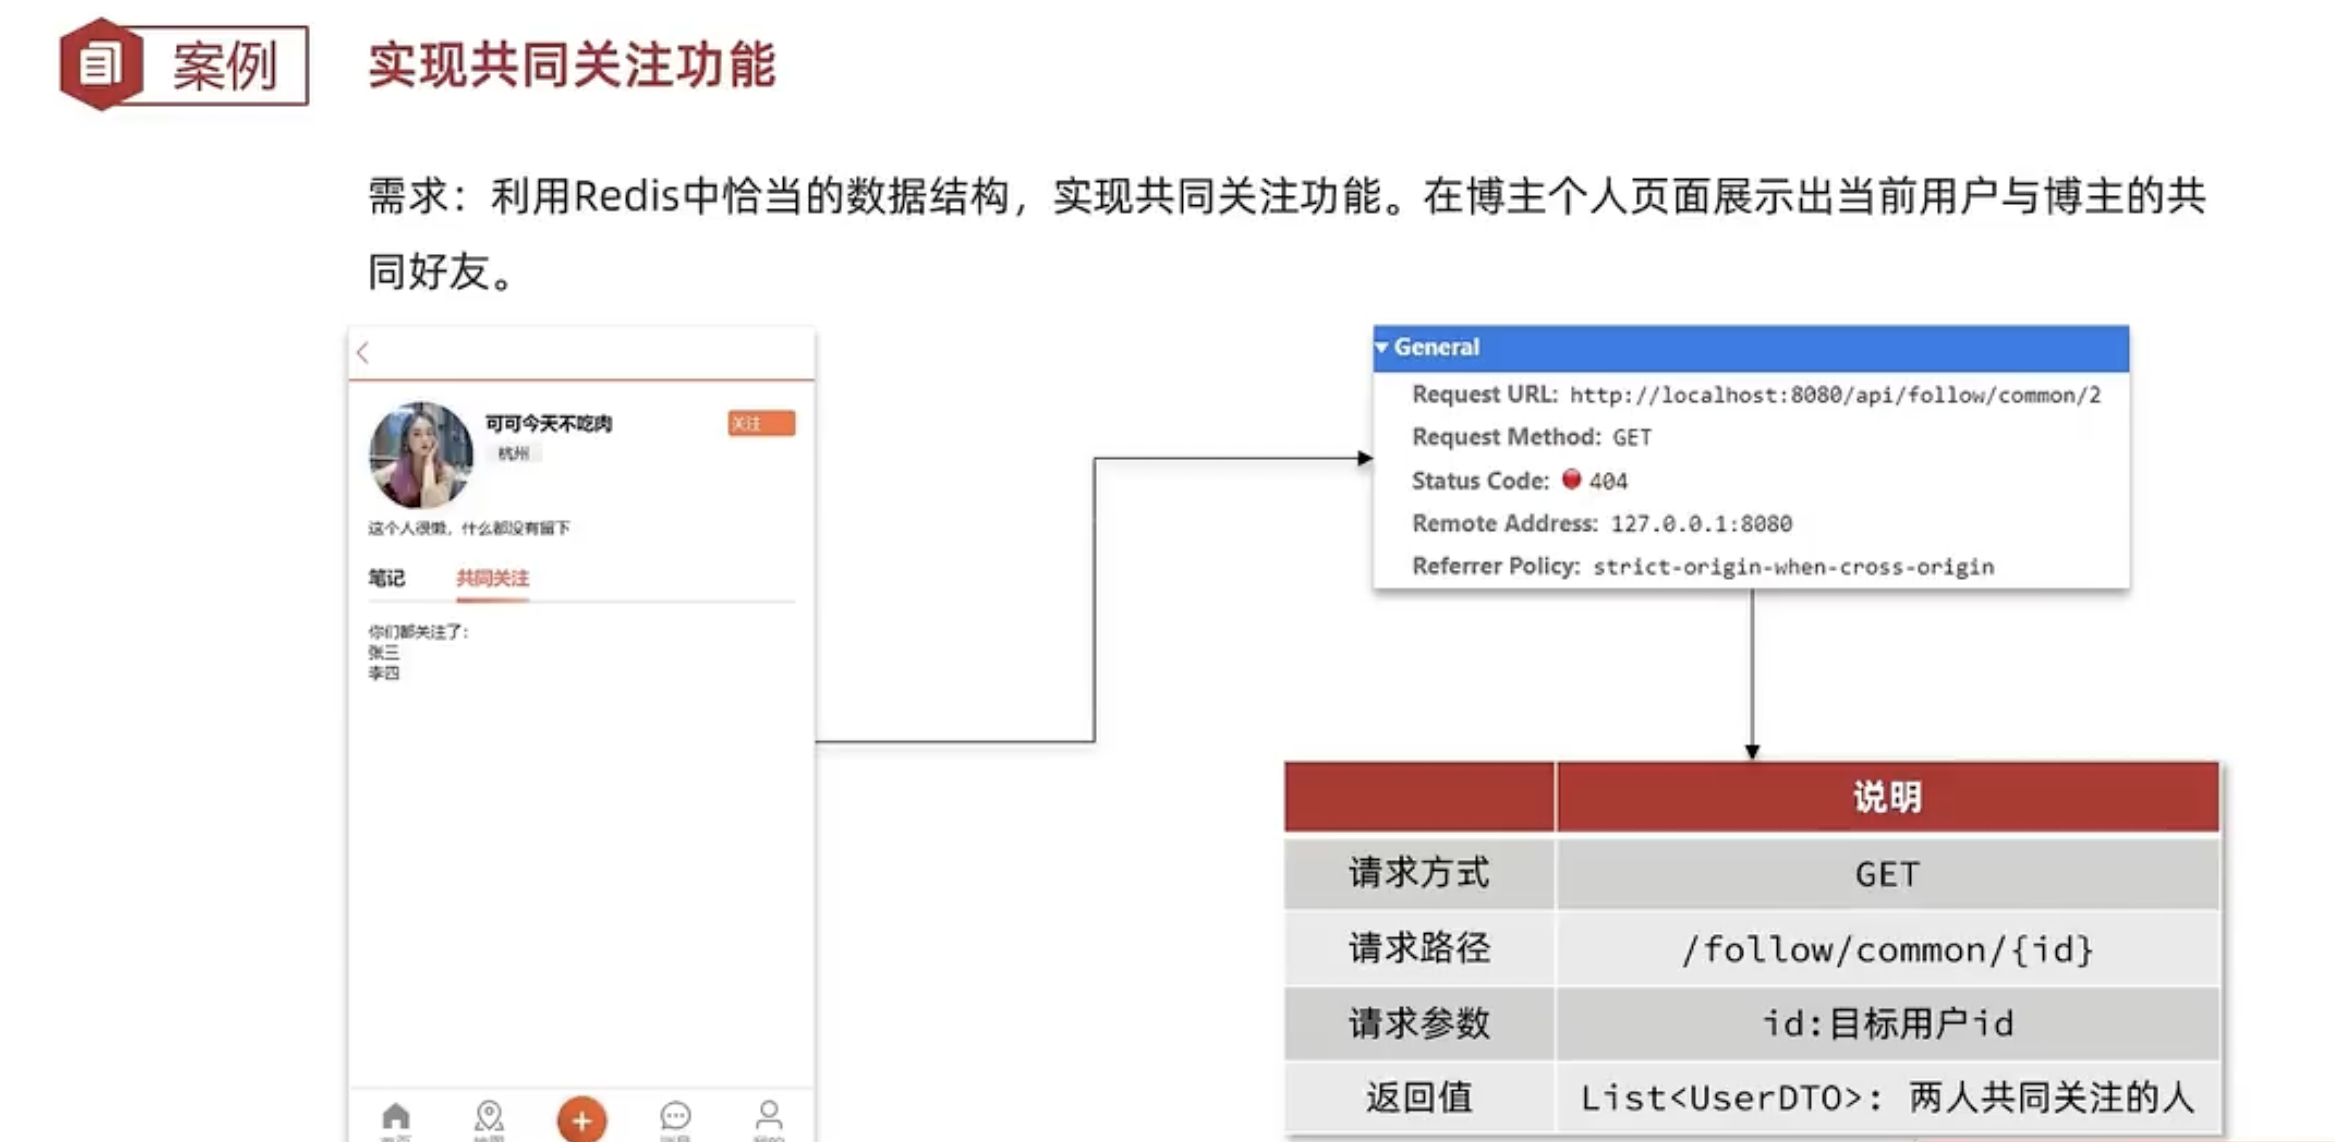 案例
实现共同关注功能
需求：利用Redis中恰当的数据结构，实现共同关注功能。在博主个人页面展示出当前用户与博主的共
同好友。
可可今天不吃肉
关注
杭州
这个人很懒，什么都没有留下
笔记
共同关注
你们都关注了：
张三
李四
General
Request URL: http://localhost:8080/api/follow/common/2
Request Method: GET
Status Code: 404
Remote Address: 127.0.0.1:8080
Referrer Policy: strict-origin-when-cross-origin
说明
请求方式 GET
请求路径 /follow/common/{id}
请求参数 id:目标用户id
返回值 List<UserDTO>: 两人共同关注的人